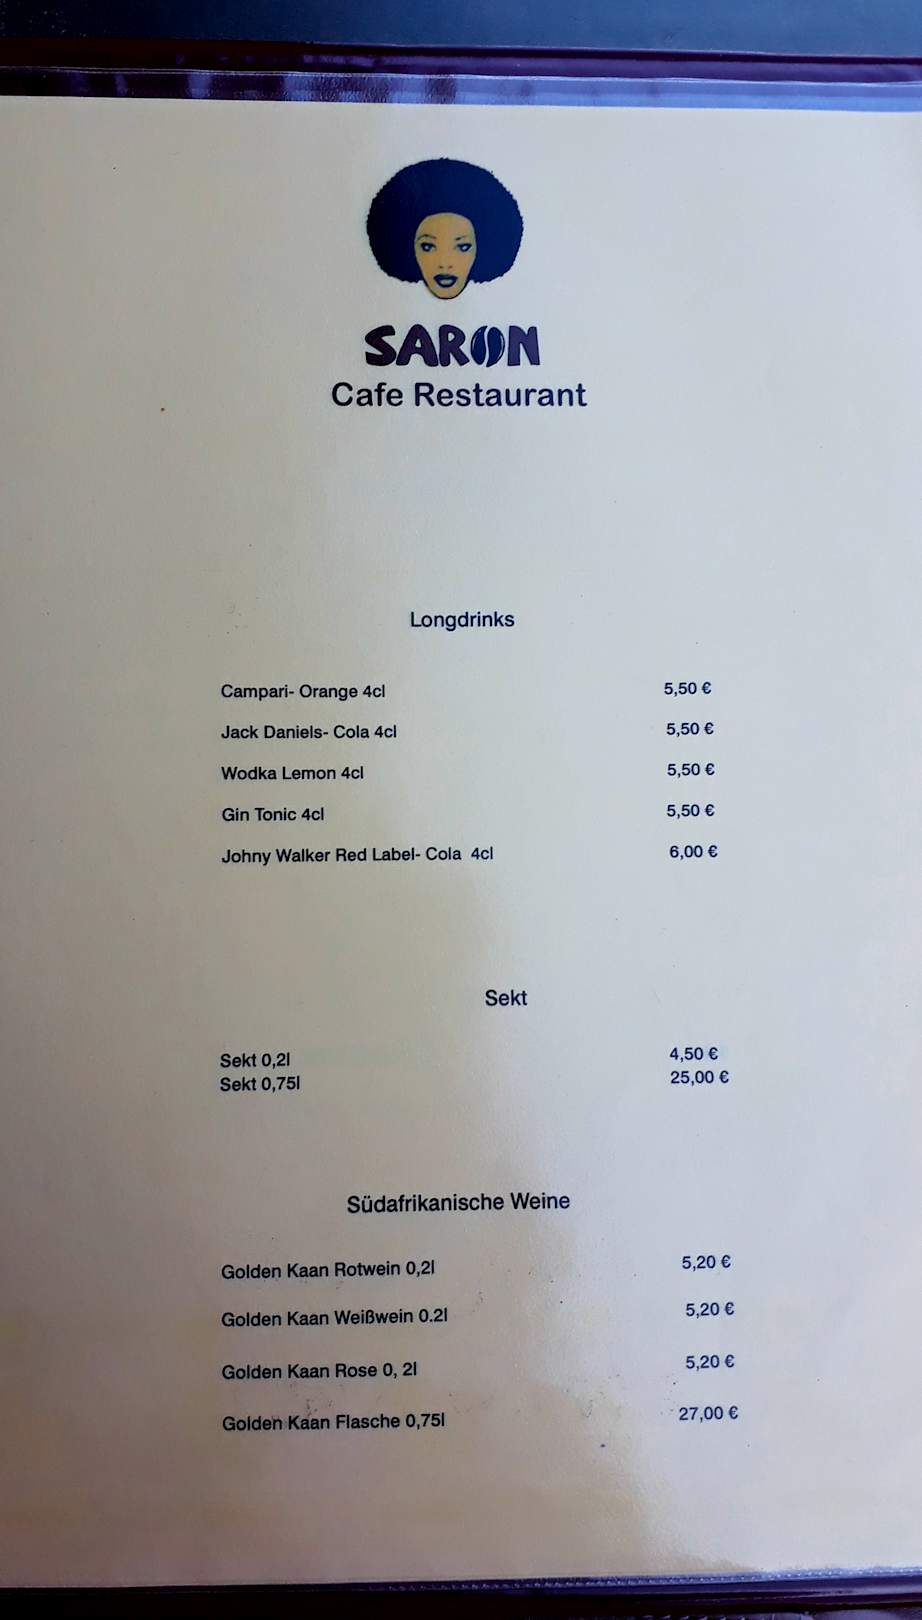 SARON
Cafe Restaurant
Longdrinks
Campari- Orange 4cl 5,50 €
Jack Daniels- Cola 4cl 5,50 €
Wodka Lemon 4cl 5,50 €
Gin Tonic 4cl 5,50 €
Johny Walker Red Label- Cola 4cl 6,00 €
Sekt
Sekt 0,2l 4,50 €
Sekt 0,75l 25,00 €
Südafrikanische Weine
Golden Kaan Rotwein 0,2l 5,20 €
Golden Kaan Weißwein 0.2l 5,20 €
Golden Kaan Rose 0, 2l 5,20 €
Golden Kaan Flasche 0,75l 27,00 €